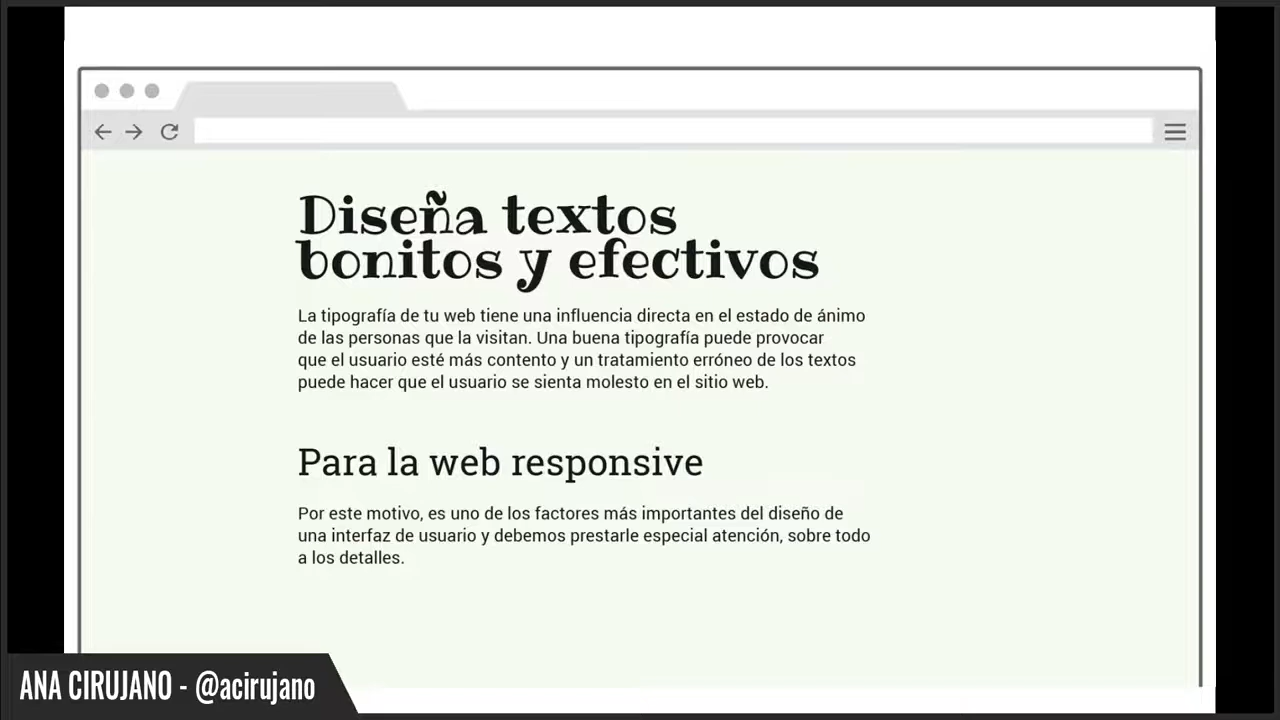 Diseña textos
bonitos y efectivos
La tipografía de tu web tiene una influencia directa en el estado de ánimo
de las personas que la visitan. Una buena tipografía puede provocar
que el usuario esté más contento y un tratamiento erróneo de los textos
puede hacer que el usuario se sienta molesto en el sitio web.
Para la web responsive
Por este motivo, es uno de los factores más importantes del diseño de
una interfaz de usuario y debemos prestarle especial atención, sobre todo
a los detalles.
ANA CIRUJANO - @acirujano